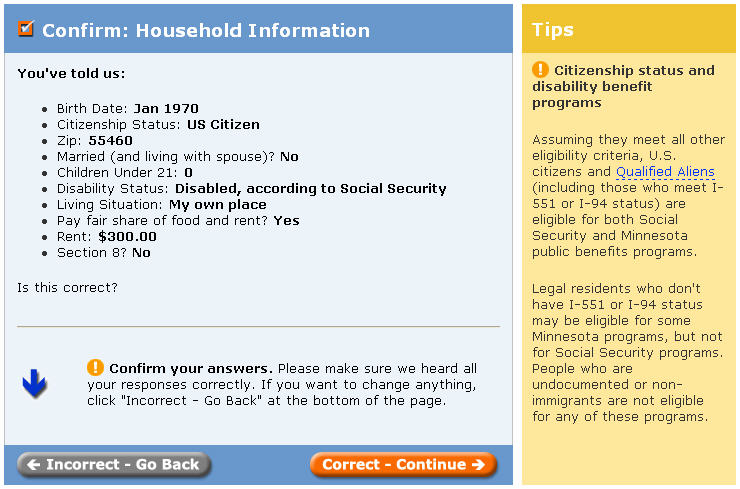 Confirm: Household Information
You've told us:
Birth Date: Jan 1970
Citizenship Status: US Citizen
Zip: 55460
Married (and living with spouse)? No
Children Under 21: 0
Disability Status: Disabled, according to Social Security
Living Situation: My own place
Pay fair share of food and rent? Yes
Rent: $300.00
Section 8? No
Is this correct?
Confirm your answers. Please make sure we heard all
your responses correctly. If you want to change anything,
click "Incorrect - Go Back" at the bottom of the page.
Incorrect - Go Back
Correct - Continue
Tips
Citizenship status and
disability benefit
programs
Assuming they meet all other
eligibility criteria, U.S.
citizens and Qualified Aliens
(including those who meet I-
551 or I-94 status) are
eligible for both Social
Security and Minnesota
public benefits programs.
Legal residents who don't
have I-551 or I-94 status
may be eligible for some
Minnesota programs, but not
for Social Security programs.
People who are
undocumented or non-
immigrants are not eligible
for any of these programs.